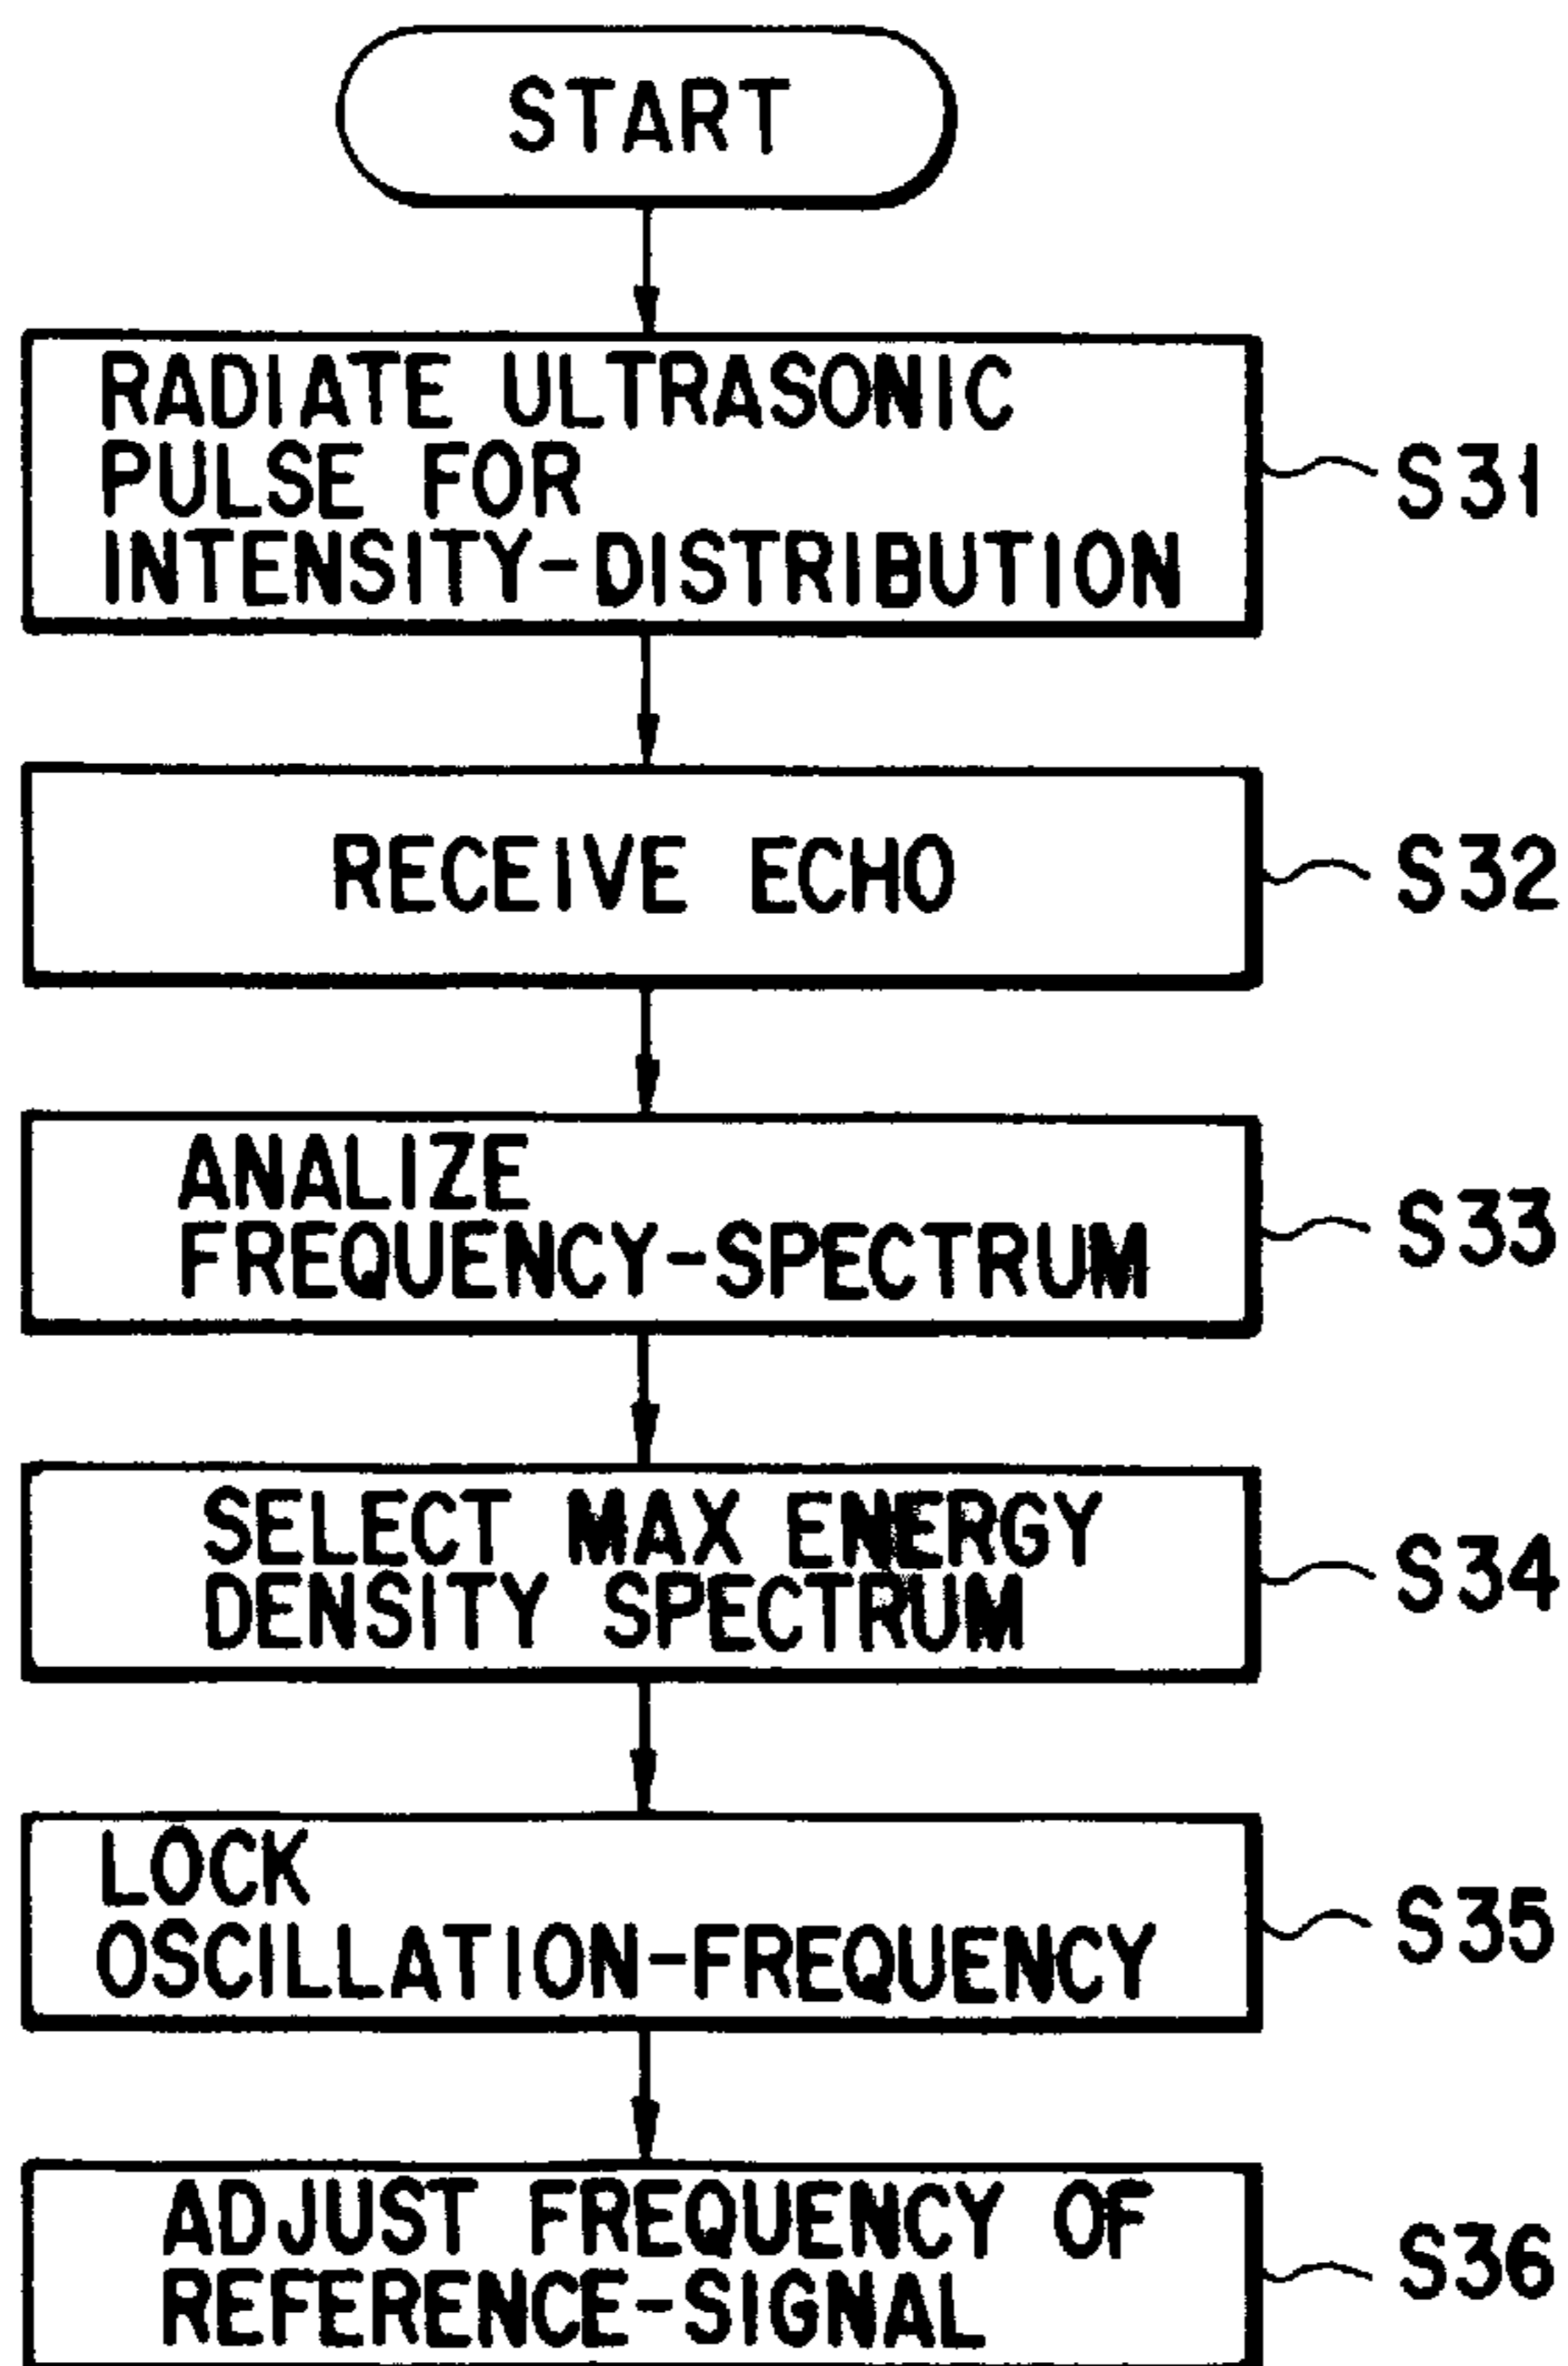 START
RADIATE ULTRASONIC
PULSE FOR
INTENSITY-DISTRIBUTION
S31
RECEIVE ECHO
S32
ANALIZE
FREQUENCY-SPECTRUM
S33
SELECT MAX ENERGY
DENSITY SPECTRUM
S34
LOCK
OSCILLATION-FREQUENCY
S35
ADJUST FREQUENCY OF
REFERENCE-SIGNAL
S36